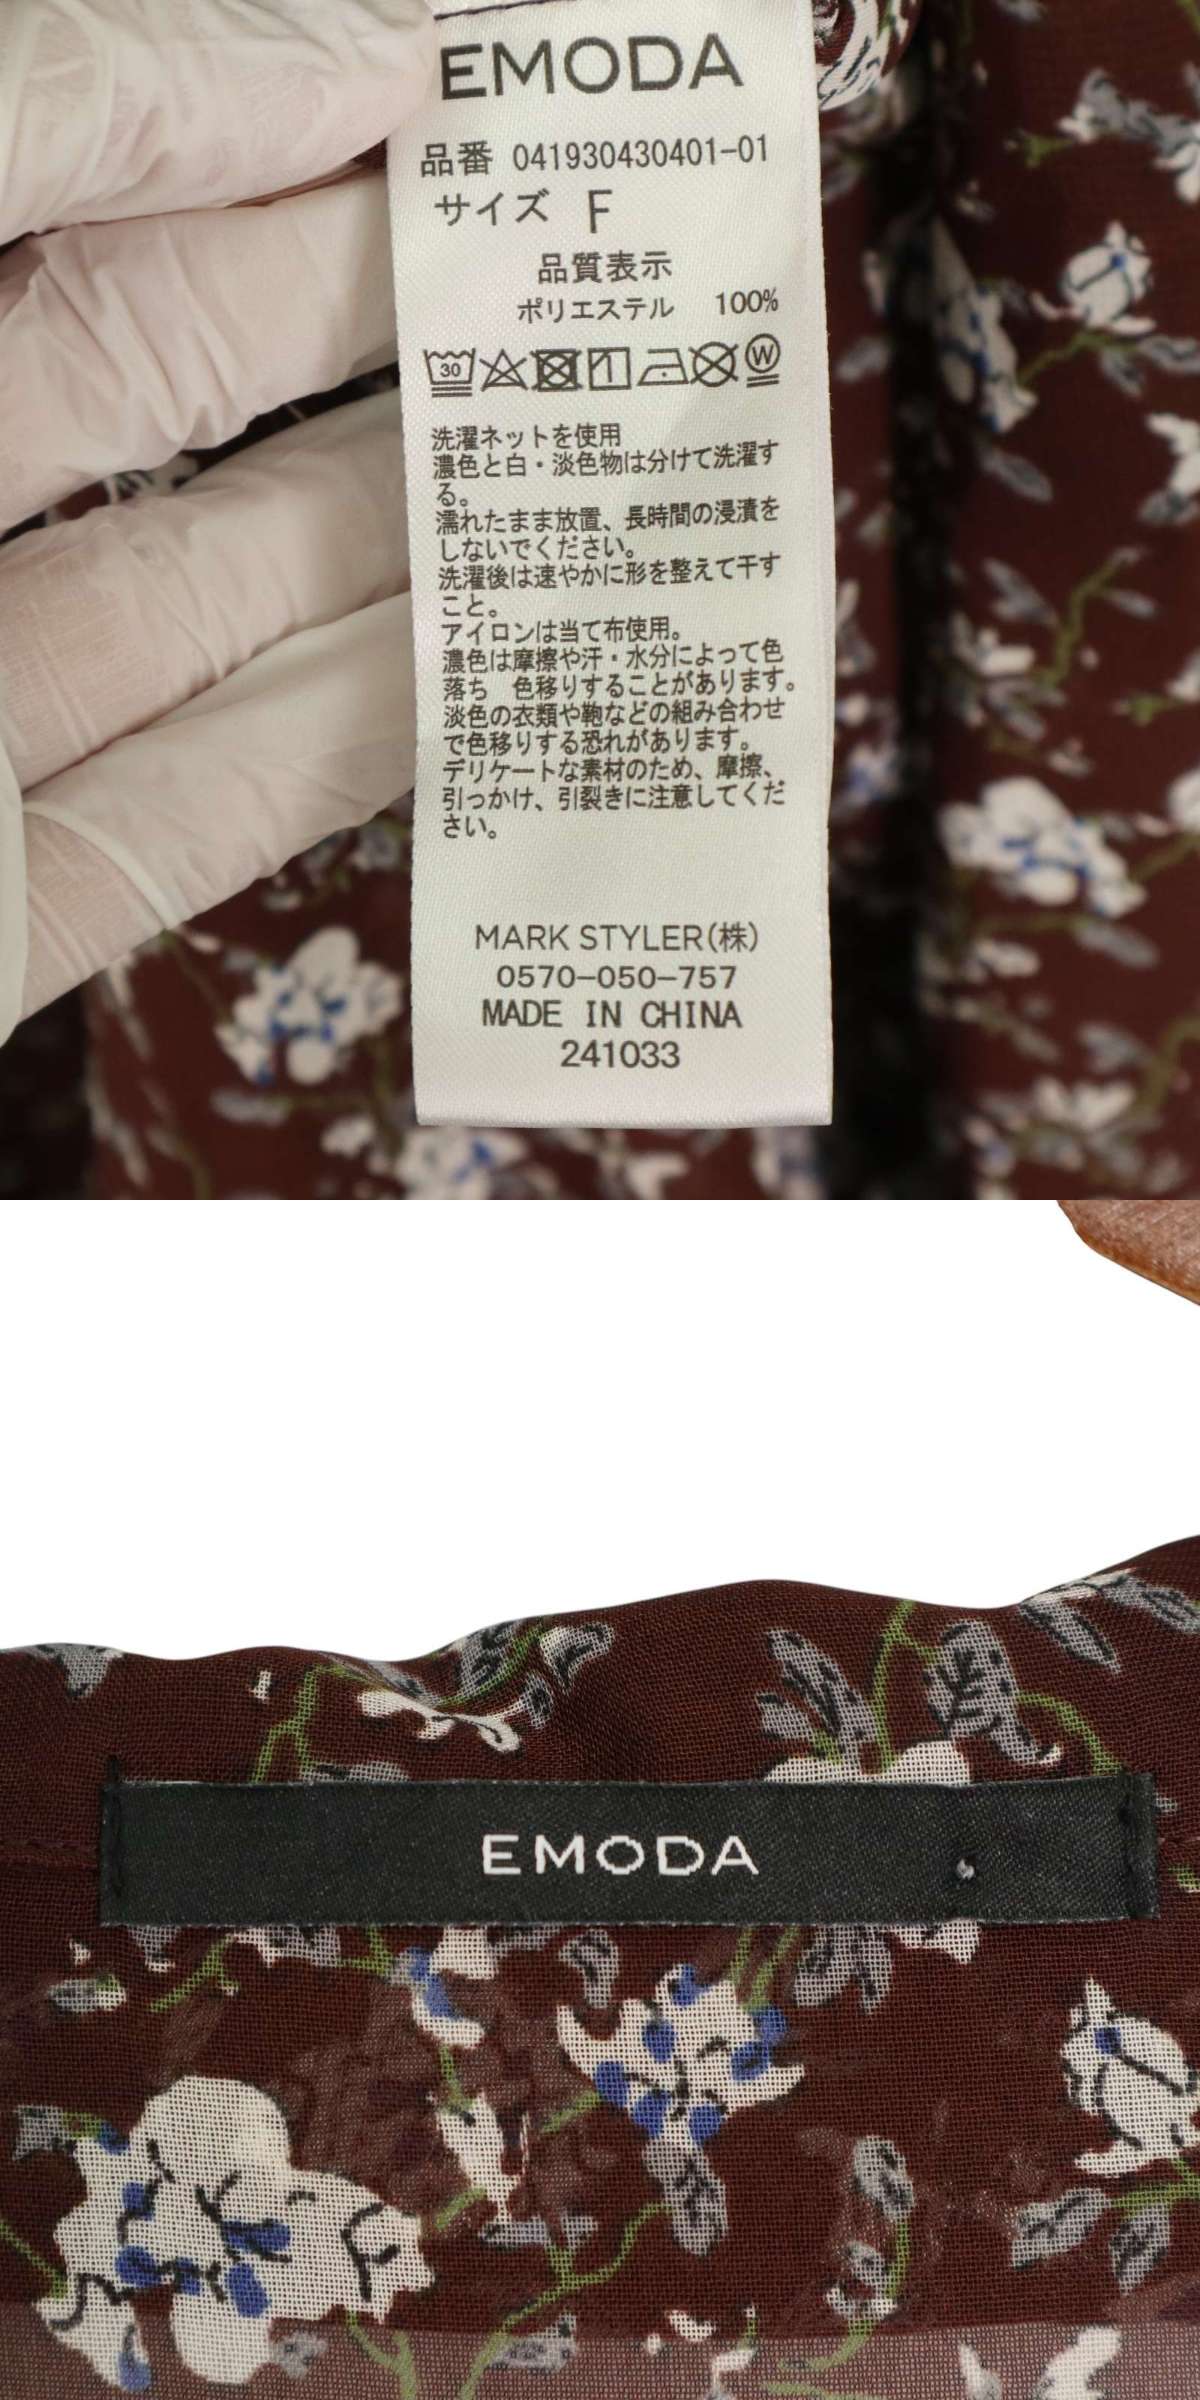 EMODA
品番 041930430401-01
サイズ F
品質表示
ポリエステル 100%
30 W
洗濯ネットを使用
濃色と白・淡色物は分けて洗濯す
る。
濡れたまま放置、長時間の浸漬を
しないでください。
洗濯後は速やかに形を整えて干す
こと。
アイロンは当て布使用。
濃色は摩擦や汗・水分によって色
落ち 色移りすることがあります。
淡色の衣類や鞄などの組み合わせ
で色移りする恐れがあります。
デリケートな素材のため、摩擦、
引っかけ、引裂きに注意してくだ
さい。
MARK STYLER(株)
0570-050-757
MADE IN CHINA
241033
EMODA